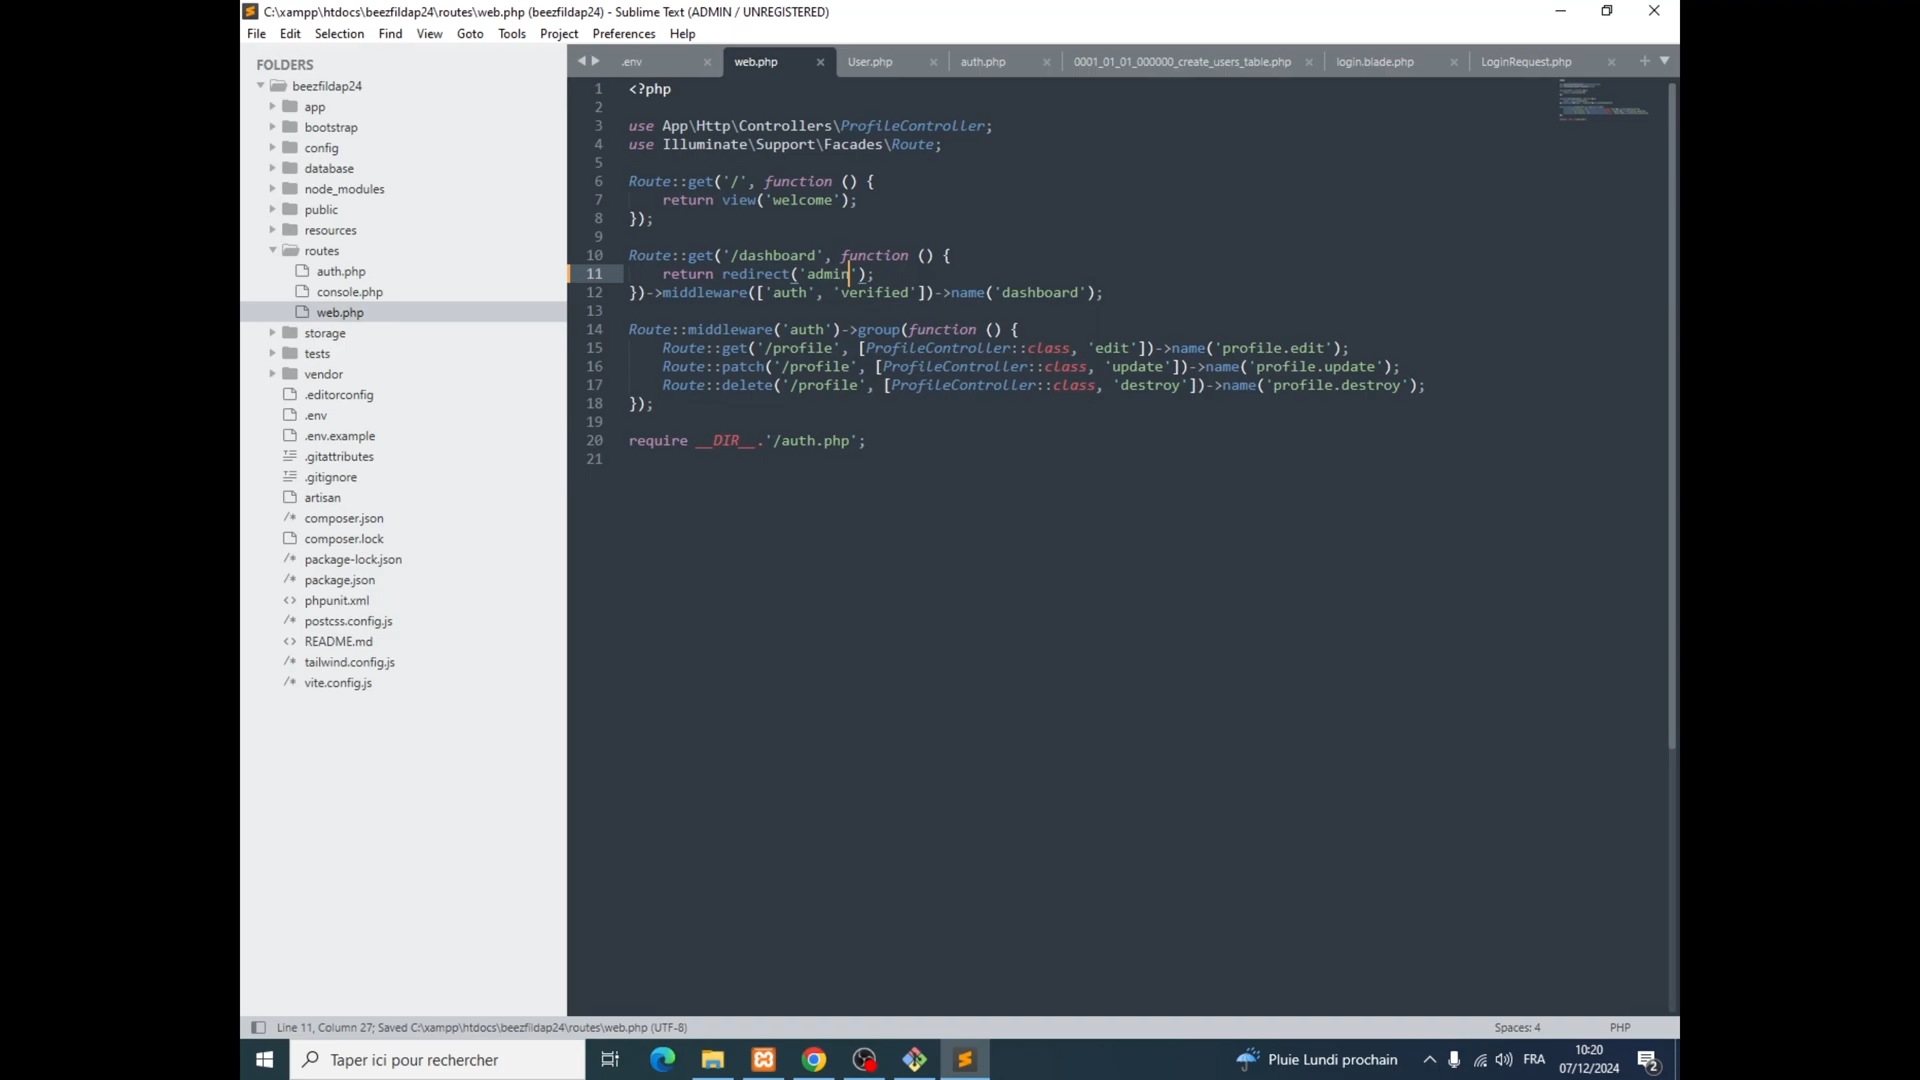 C:\xampp\htdocs\beezfildap24\routes\web.php (beezfildap24) - Sublime Text (ADMIN / UNREGISTERED)
File Edit Selection Find View Goto Tools Project Preferences Help
FOLDERS
beezfildap24
app
bootstrap
config
database
node_modules
public
resources
routes
auth.php
console.php
web.php
storage
tests
vendor
.editorconfig
.env
.env.example
.gitattributes
.gitignore
artisan
composer.json
composer.lock
package-lock.json
package.json
phpunit.xml
postcss.config.js
README.md
tailwind.config.js
vite.config.js
.env web.php User.php auth.php 0001_01_01_000000_create_users_table.php login.blade.php LoginRequest.php
1 <?php
2
3 use App\Http\Controllers\ProfileController;
4 use Illuminate\Support\Facades\Route;
5
6 Route::get('/', function () {
7 return view('welcome');
8 });
9
10 Route::get('/dashboard', function () {
11 return redirect('admin');
12 })->middleware(['auth', 'verified'])->name('dashboard');
13
14 Route::middleware('auth')->group(function () {
15 Route::get('/profile', [ProfileController::class, 'edit'])->name('profile.edit');
16 Route::patch('/profile', [ProfileController::class, 'update'])->name('profile.update');
17 Route::delete('/profile', [ProfileController::class, 'destroy'])->name('profile.destroy');
18 });
19
20 require __DIR__.'/auth.php';
21
Line 11, Column 27; Saved C:\xampp\htdocs\beezfildap24\routes\web.php (UTF-8) Spaces: 4 PHP
Taper ici pour rechercher Pluie Lundi prochain FRA 10:20
07/12/2024 2